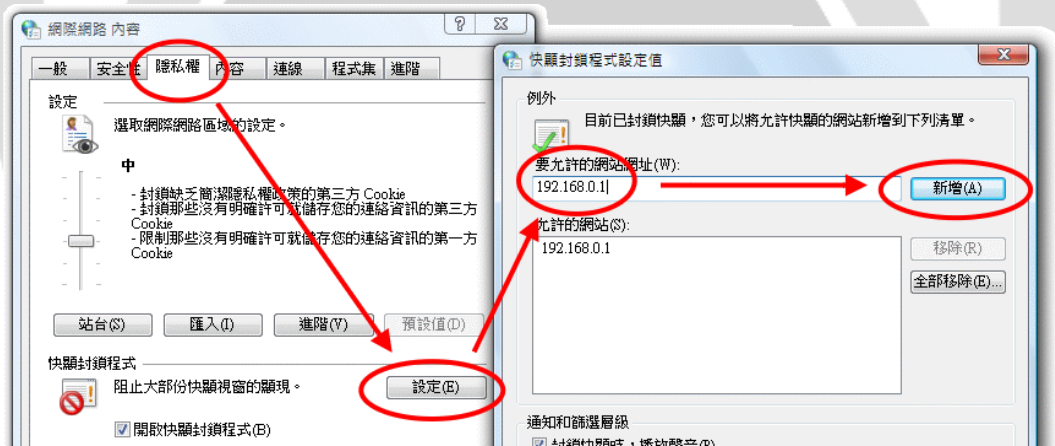 網際網路 內容
一般 安全性 隱私權 內容 連線 程式集 進階
設定
選取網際網路區域的設定。
中
- 封鎖缺乏簡潔隱私權政策的第三方 Cookie
- 封鎖那些沒有明確許可就儲存您的連絡資訊的第三方
Cookie
- 限制那些沒有明確許可就儲存您的連絡資訊的第一方
Cookie
站台(S) 匯入(I) 進階(V) 預設值(D)
快顯封鎖程式
阻止大部份快顯視窗的顯現。 設定(E)
開啟快顯封鎖程式(B)
快顯封鎖程式設定值
例外
目前已封鎖快顯,您可以將允許快顯的網站新增到下列清單。
要允許的網站網址(W):
192.168.0.1 新增(A)
允許的網站(S):
192.168.0.1 移除(R)
全部移除(E)...
通知和篩選層級
封鎖快顯時,播放聲音(P)